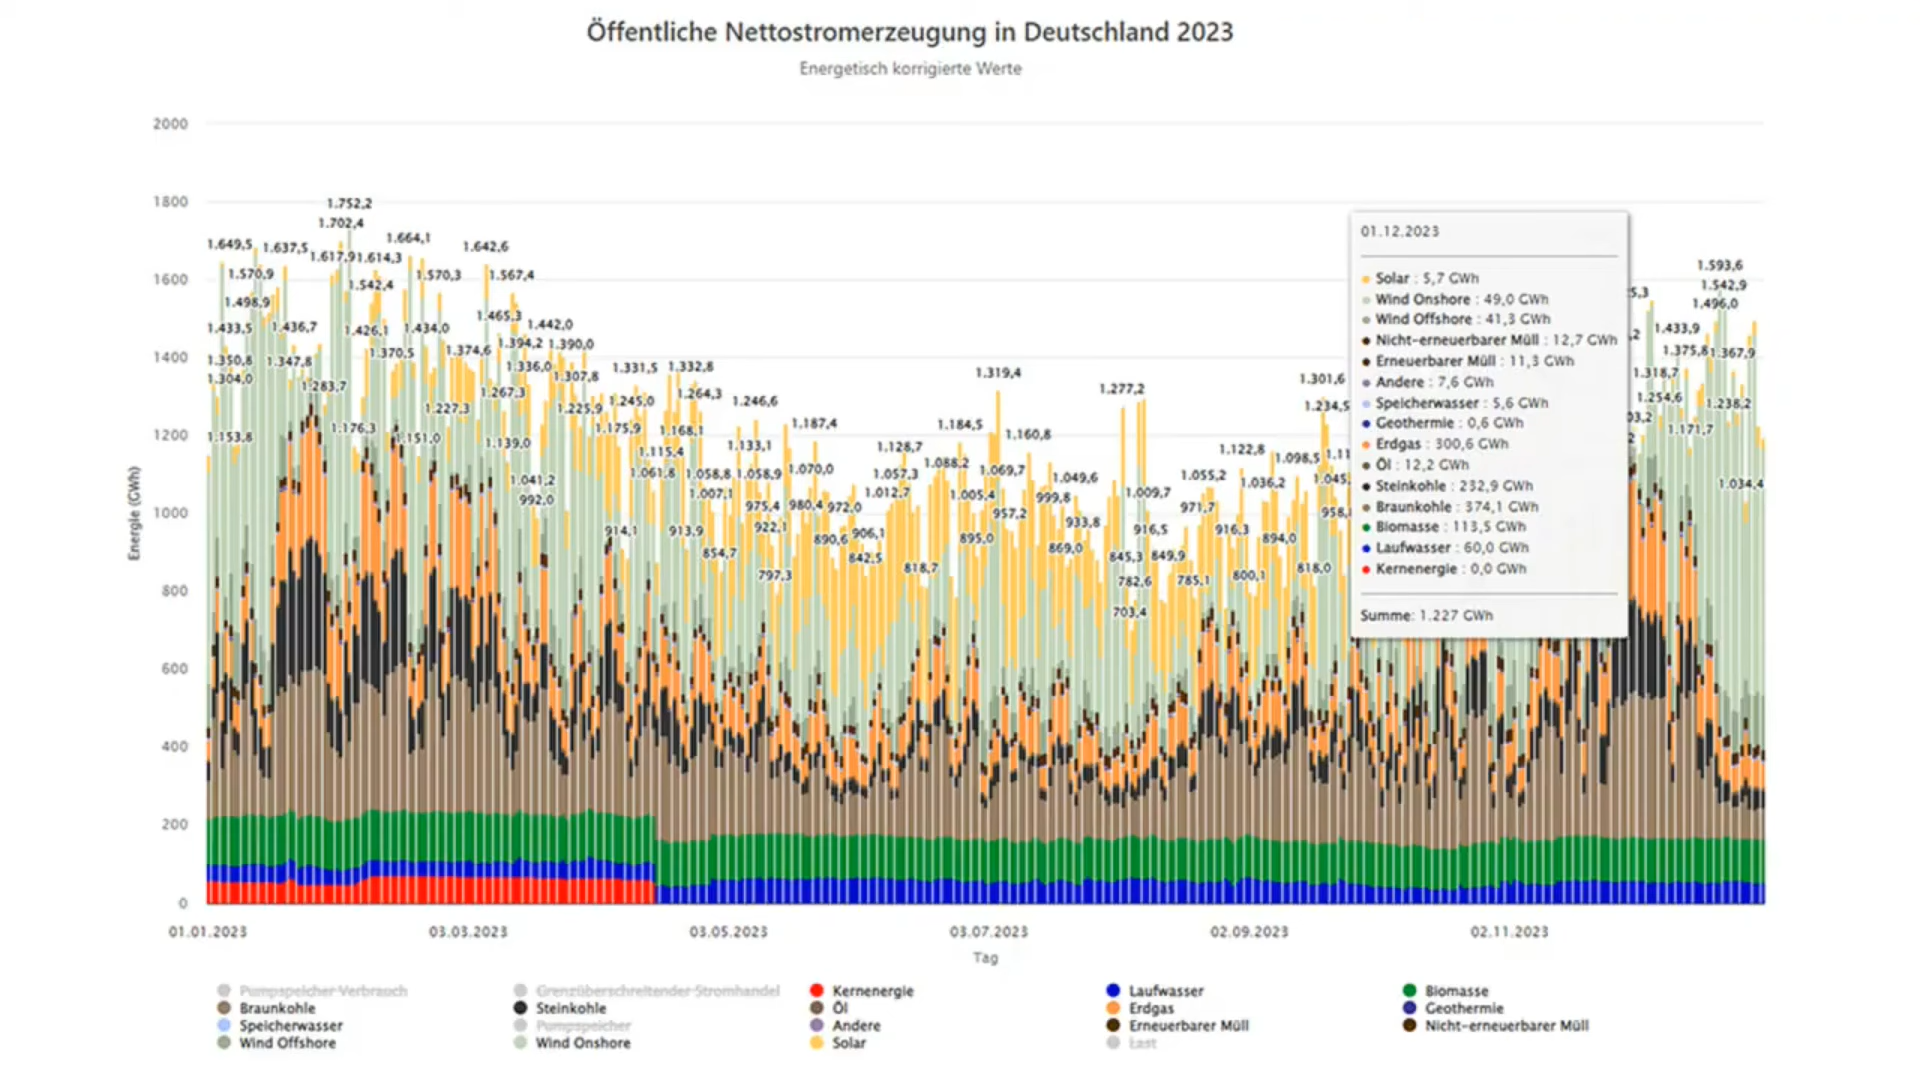 Öffentliche Nettostromerzeugung in Deutschland 2023
Energetisch korrigierte Werte
2000
1800
1600
1400
1200
1000
800
600
400
200
0
Energie (GWh)
1.752,2
1.702,4
1.649,5 1.637,5 1.617,9 1.614,3 1.664,1 1.642,6
1.570,9 1.542,4 1.570,3 1.567,4
1.498,9 1.465,3
1.433,5 1.436,7 1.426,1 1.434,0 1.442,0
1.350,8 1.347,8 1.370,5 1.374,6 1.394,2 1.390,0
1.304,0 1.283,7 1.336,0 1.307,8 1.331,5 1.332,8 1.319,4 1.277,2 1.301,6
1.227,3 1.267,3 1.225,9 1.245,0 1.264,3 1.246,6 1.234,5
1.153,8 1.176,3 1.151,0 1.139,0 1.175,9 1.168,1 1.187,4 1.184,5 1.160,8
1.115,4 1.133,1 1.128,7 1.122,8 1.098,5 1.11
1.041,2 1.061,8 1.058,8 1.058,9 1.070,0 1.057,3 1.088,2 1.069,7 1.049,6 1.055,2 1.036,2 1.045,
992,0 1.007,1 1.012,7 1.005,4 999,8 1.009,7
914,1 913,9 975,4 980,4 972,0 957,2 933,8 971,7 958,
922,1 890,6 906,1 895,0 916,5 916,3 894,0
854,7 842,5 869,0 845,3 849,9
797,3 818,7 782,6 785,1 800,1 818,0
703,4
01.12.2023
Solar : 5,7 GWh
Wind Onshore : 49,0 GWh
Wind Offshore : 41,3 GWh
Nicht-erneuerbarer Müll : 12,7 GWh
Erneuerbarer Müll : 11,3 GWh
Andere : 7,6 GWh
Speicherwasser : 5,6 GWh
Geothermie : 0,6 GWh
Erdgas : 300,6 GWh
Öl : 12,2 GWh
Steinkohle : 232,9 GWh
Braunkohle : 374,1 GWh
Biomasse : 113,5 GWh
Laufwasser : 60,0 GWh
Kernenergie : 0,0 GWh
Summe: 1.227 GWh
1.593,6
1.542,9
1.496,0
1.433,9
1.375,8 1.367,9
1.318,7
1.254,6 1.238,2
1.171,7
1.034,4
01.01.2023 03.03.2023 03.05.2023 03.07.2023 02.09.2023 02.11.2023
Tag
Pumpspeicher Verbrauch Grenzüberschreitender Stromhandel Kernenergie Laufwasser Biomasse
Braunkohle Steinkohle Öl Erdgas Geothermie
Speicherwasser Pumpspeicher Andere Erneuerbarer Müll Nicht-erneuerbarer Müll
Wind Offshore Wind Onshore Solar Last